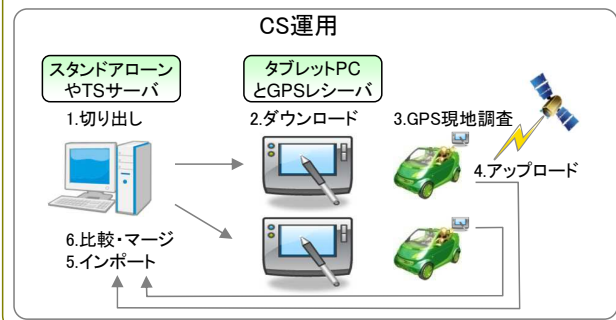 CS運用
スタンドアローン
やTSサーバ
タブレットPC
とGPSレシーバ
1.切り出し
2.ダウンロード
3.GPS現地調査
4.アップロード
6.比較・マージ
5.インポート